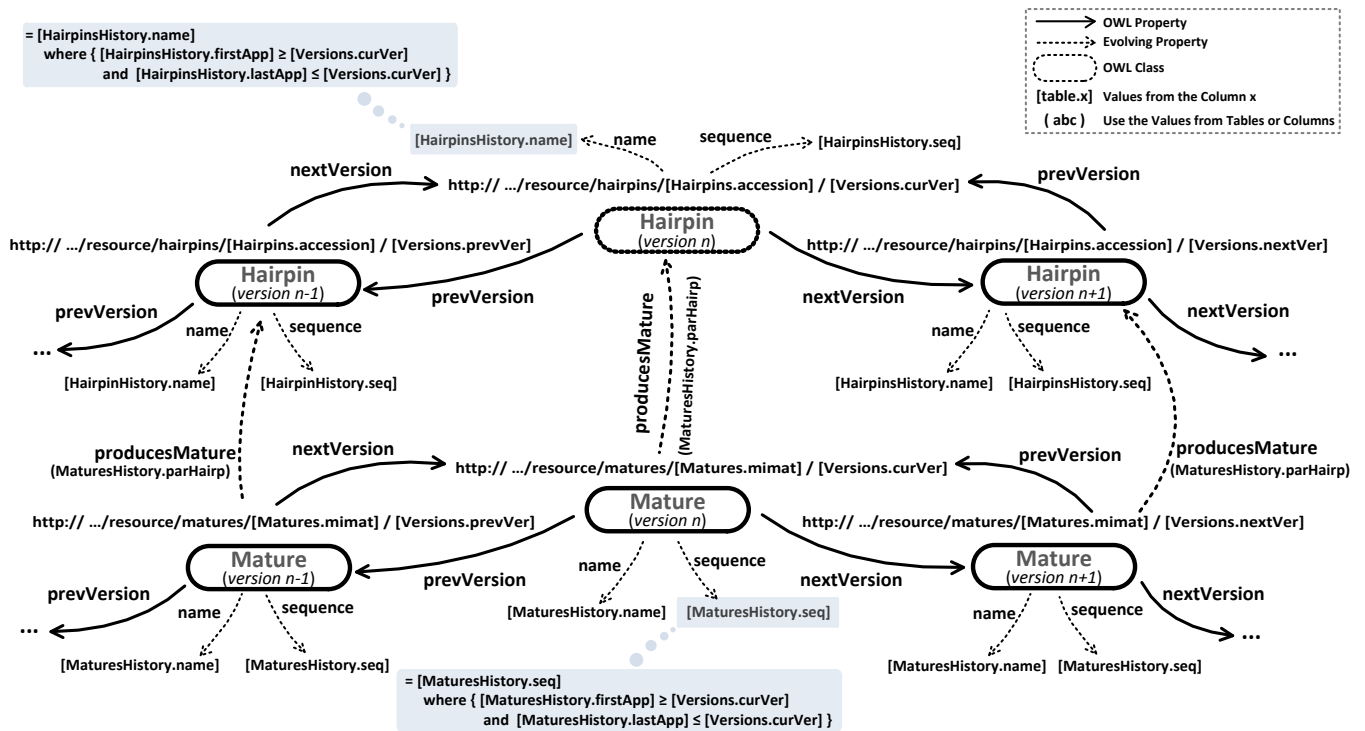 = [HairpinsHistory.name]
where { [HairpinsHistory.firstApp] ≥ [Versions.curVer]
and [HairpinsHistory.lastApp] ≤ [Versions.curVer] }
OWL Property
Evolving Property
OWL Class
[table.x] Values from the Column x
( abc ) Use the Values from Tables or Columns
[HairpinsHistory.name]
name
sequence
[HairpinsHistory.seq]
nextVersion
prevVersion
http:// .../resource/hairpins/[Hairpins.accession] / [Versions.curVer]
Hairpin
(version n)
http:// .../resource/hairpins/[Hairpins.accession] / [Versions.prevVer]
http:// .../resource/hairpins/[Hairpins.accession] / [Versions.nextVer]
Hairpin
(version n-1)
Hairpin
(version n+1)
prevVersion
nextVersion
prevVersion
nextVersion
name
sequence
name
sequence
...
...
[HairpinHistory.name]
[HairpinHistory.seq]
[HairpinsHistory.name]
[HairpinsHistory.seq]
producesMature
(MaturesHistory.parHairp)
producesMature
(MaturesHistory.parHairp)
producesMature
(MaturesHistory.parHairp)
nextVersion
prevVersion
http:// .../resource/matures/[Matures.mimat] / [Versions.curVer]
Mature
(version n)
http:// .../resource/matures/[Matures.mimat] / [Versions.prevVer]
http:// .../resource/matures/[Matures.mimat] / [Versions.nextVer]
Mature
(version n-1)
Mature
(version n+1)
name
sequence
prevVersion
nextVersion
prevVersion
nextVersion
name
sequence
name
sequence
[MaturesHistory.name]
[MaturesHistory.seq]
...
...
[MaturesHistory.name]
[MaturesHistory.seq]
[MaturesHistory.name]
[MaturesHistory.seq]
= [MaturesHistory.seq]
where { [MaturesHistory.firstApp] ≥ [Versions.curVer]
and [MaturesHistory.lastApp] ≤ [Versions.curVer] }